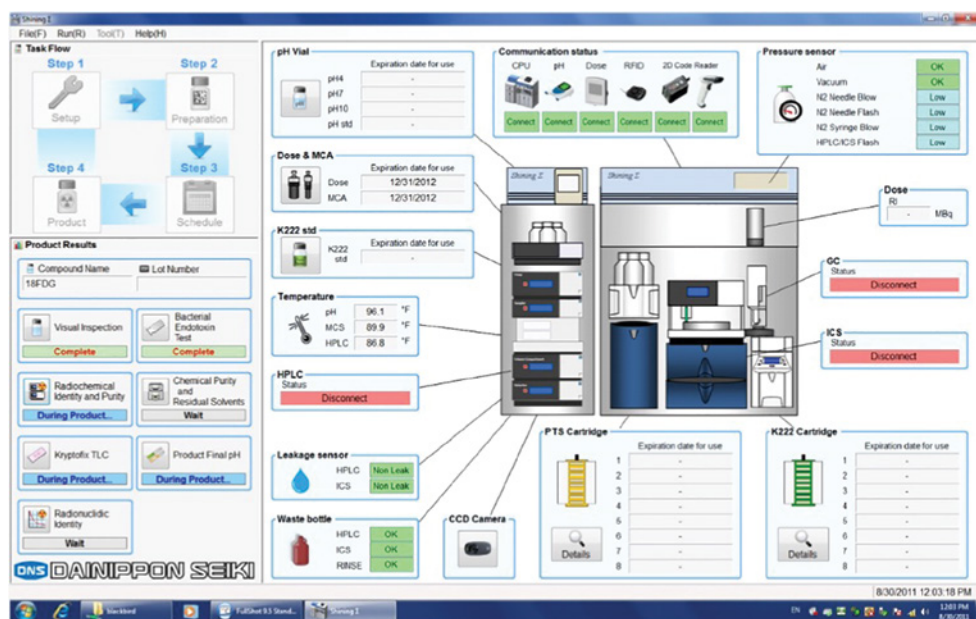 Shining Σ
File(F) Run(R) Tool(T) Help(H)
Task Flow
Step 1
Step 2
Setup
Preparation
Step 4
Step 3
Product
Schedule
Product Results
Compound Name
Lot Number
18FDG
Visual Inspection
Complete
Bacterial
Endotoxin
Test
Complete
Radiochemical
Identity and Purity
During Product...
Chemical Purity
and
Residual Solvents
Wait
Kryptofix TLC
During Product...
Product Final pH
During Product...
Radionuclidic
Identity
Wait
DNS DAINIPPON SEIKI
pH Vial
Expiration date for use
pH4 -
pH7 -
pH10 -
pH std -
Dose & MCA
Expiration date for use
Dose 12/31/2012
MCA 12/31/2012
K222 std
Expiration date for use
K222
std -
Temperature
pH 96.1 °F
MCS 89.9 °F
HPLC 86.8 °F
HPLC
Status
Disconnect
Leakage sensor
HPLC Non Leak
ICS Non Leak
Waste bottle
HPLC OK
ICS OK
RINSE OK
CCD Camera
Communication status
CPU pH Dose RFID 2D Code Reader
Connect Connect Connect Connect Connect Connect
Pressure sensor
Air OK
Vacuum OK
N2 Needle Blow Low
N2 Needle Flash Low
N2 Syringe Blow Low
HPLC/ICS Flash Low
Shining Σ
Shining Σ
Dose
RI
- MBq
GC
Status
Disconnect
ICS
Status
Disconnect
PTS Cartridge
Expiration date for use
1 -
2 -
3 -
4 -
5 -
6 -
7 -
8 -
Details
K222 Cartridge
Expiration date for use
1 -
2 -
3 -
4 -
5 -
6 -
7 -
8 -
Details
8/30/2011 12:03:18 PM
blackbird
FullShot 9.5 Stand...
Shining Σ
EN
12:03 PM
8/30/2011